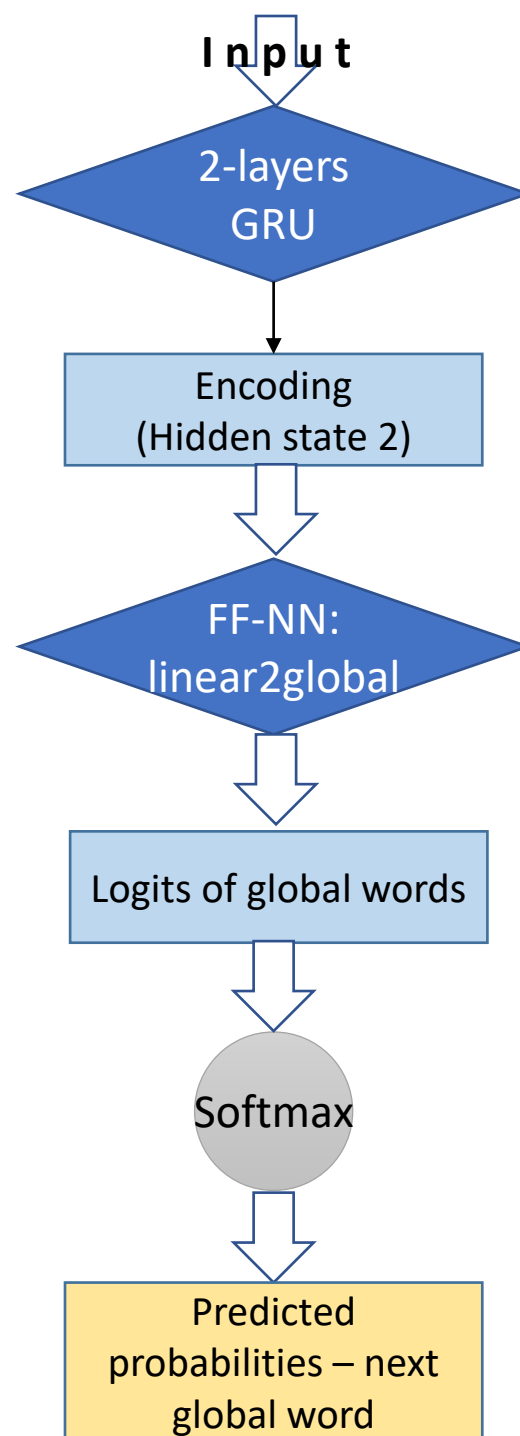 Input
2-layers
GRU
Encoding
(Hidden state 2)
FF-NN:
linear2global
Logits of global words
Softmax
Predicted
probabilities – next
global word